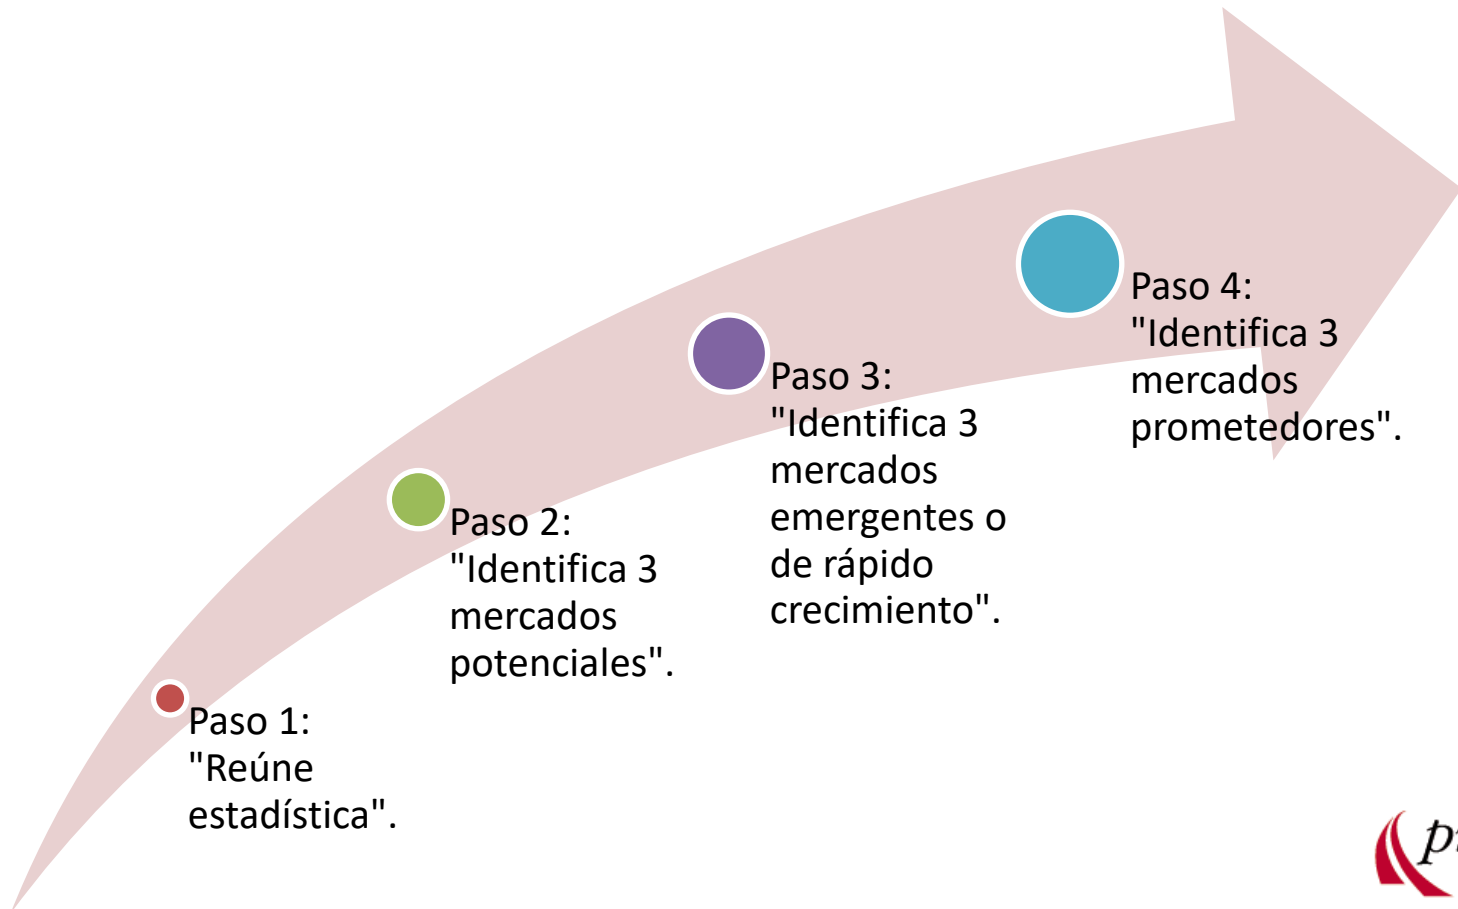 Paso 1:
"Reúne
estadística".
Paso 2:
"Identifica 3
mercados
potenciales".
Paso 3:
"Identifica 3
mercados
emergentes o
de rápido
crecimiento".
Paso 4:
"Identifica 3
mercados
prometedores".